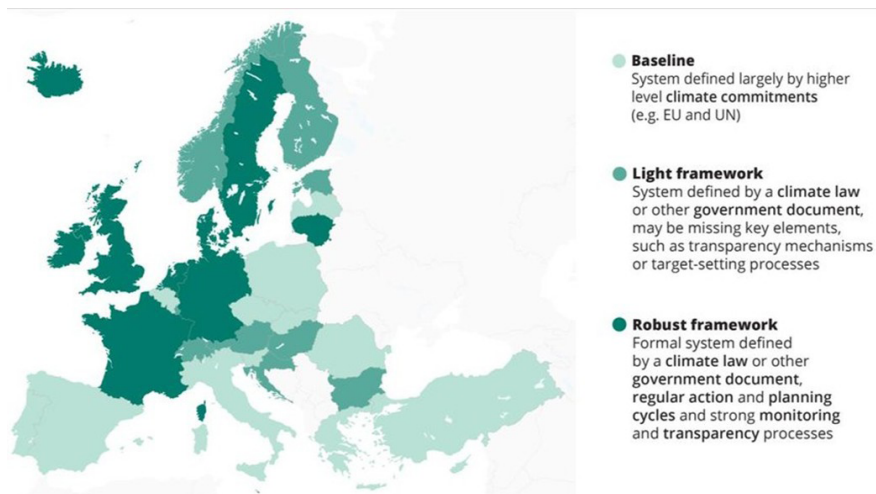 Baseline
System defined largely by higher
level climate commitments
(e.g. EU and UN)
Light framework
System defined by a climate law
or other government document,
may be missing key elements,
such as transparency mechanisms
or target-setting processes
Robust framework
Formal system defined
by a climate law or other
government document,
regular action and planning
cycles and strong monitoring
and transparency processes